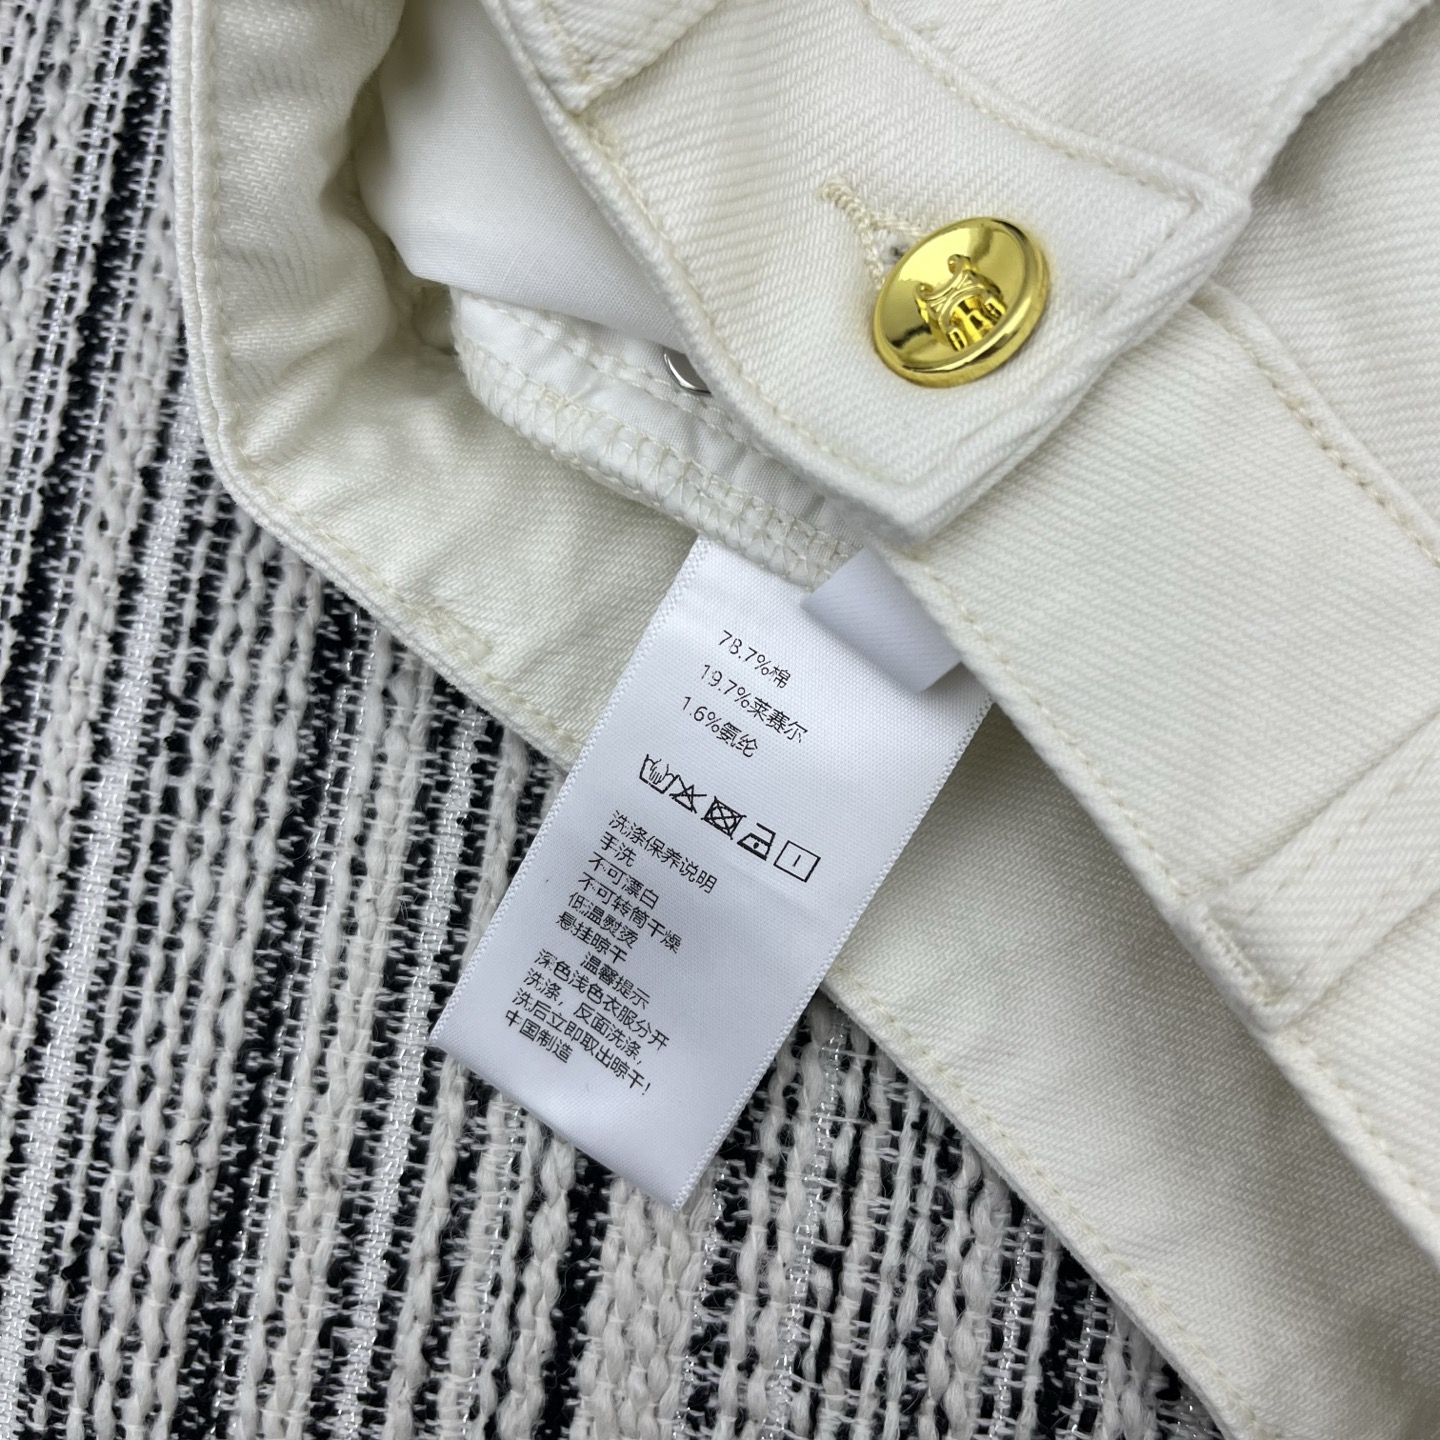 78.7%棉
19.7%莱赛尔
1.6%氨纶
洗涤保养说明
手洗
不可漂白
不可转筒干燥
低温熨烫
悬挂晾干
温馨提示
深色浅色衣服分开
洗涤，反面洗涤，
洗后立即取出晾干!
中国制造